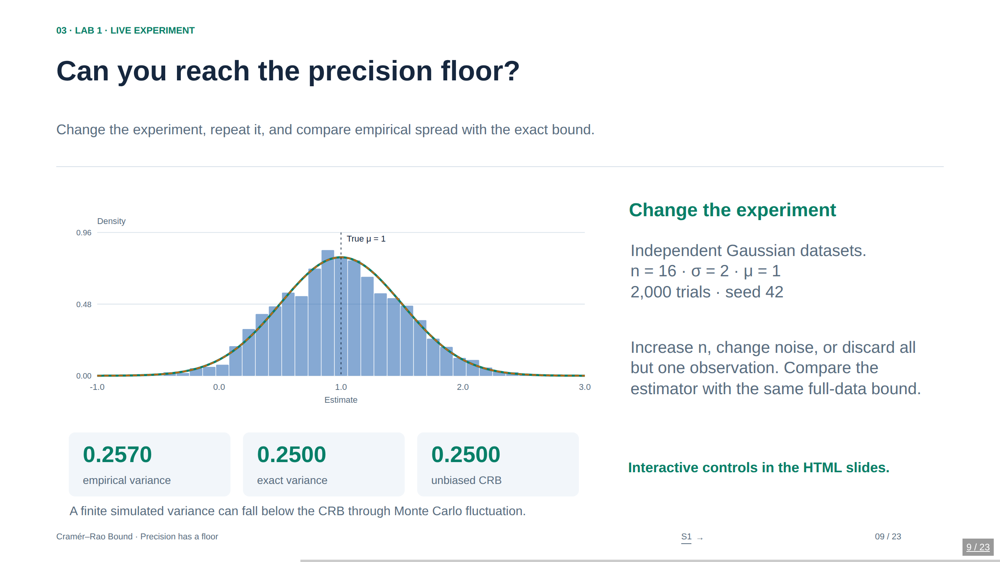 03 · LAB 1 · LIVE EXPERIMENT
Can you reach the precision floor?
Change the experiment, repeat it, and compare empirical spread with the exact bound.
Density
0.96
True μ = 1
0.48
0.00
-1.0
0.0
1.0
2.0
3.0
Estimate
0.2570
empirical variance
0.2500
exact variance
0.2500
unbiased CRB
A finite simulated variance can fall below the CRB through Monte Carlo fluctuation.
Change the experiment
Independent Gaussian datasets.
n = 16 · σ = 2 · μ = 1
2,000 trials · seed 42
Increase n, change noise, or discard all
but one observation. Compare the
estimator with the same full-data bound.
Interactive controls in the HTML slides.
Cramér–Rao Bound · Precision has a floor
S1 →
09 / 23
9 / 23